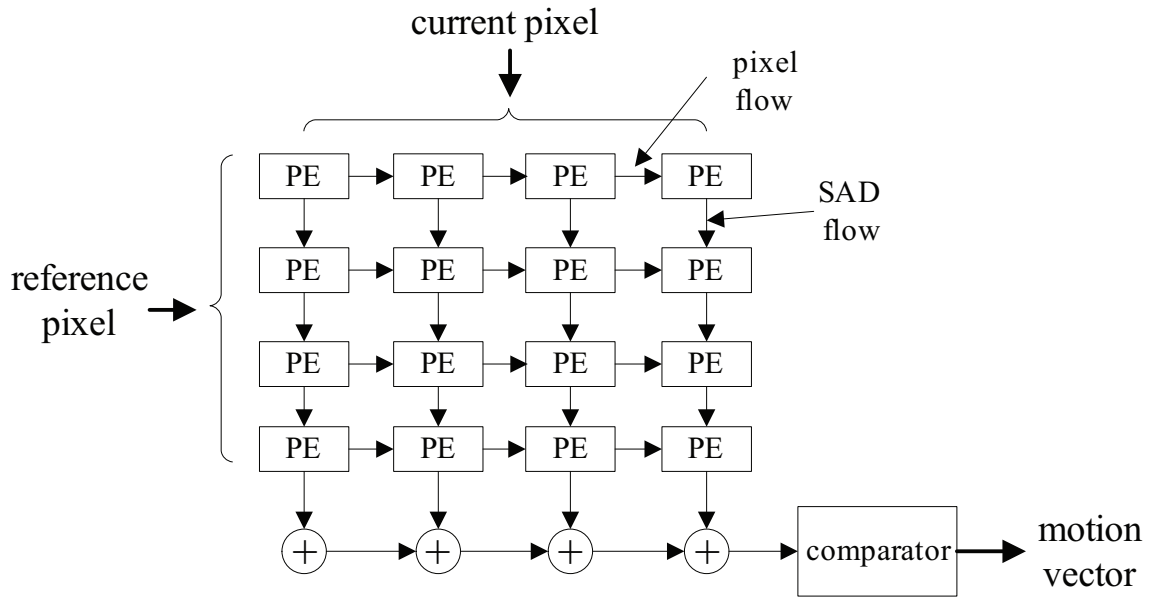 current pixel
pixel
flow
PE PE PE PE
SAD
flow
PE PE PE PE
reference
pixel
PE PE PE PE
PE PE PE PE
+ + + +
comparator
motion
vector